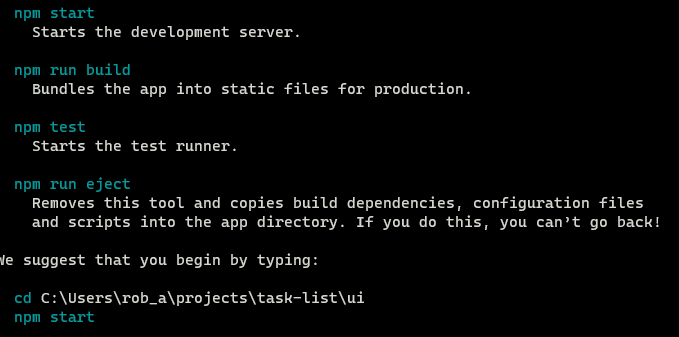 npm start
Starts the development server.
npm run build
Bundles the app into static files for production.
npm test
Starts the test runner.
npm run eject
Removes this tool and copies build dependencies, configuration files
and scripts into the app directory. If you do this, you can’t go back!
We suggest that you begin by typing:
cd C:\Users\rob_a\projects\task-list\ui
npm start